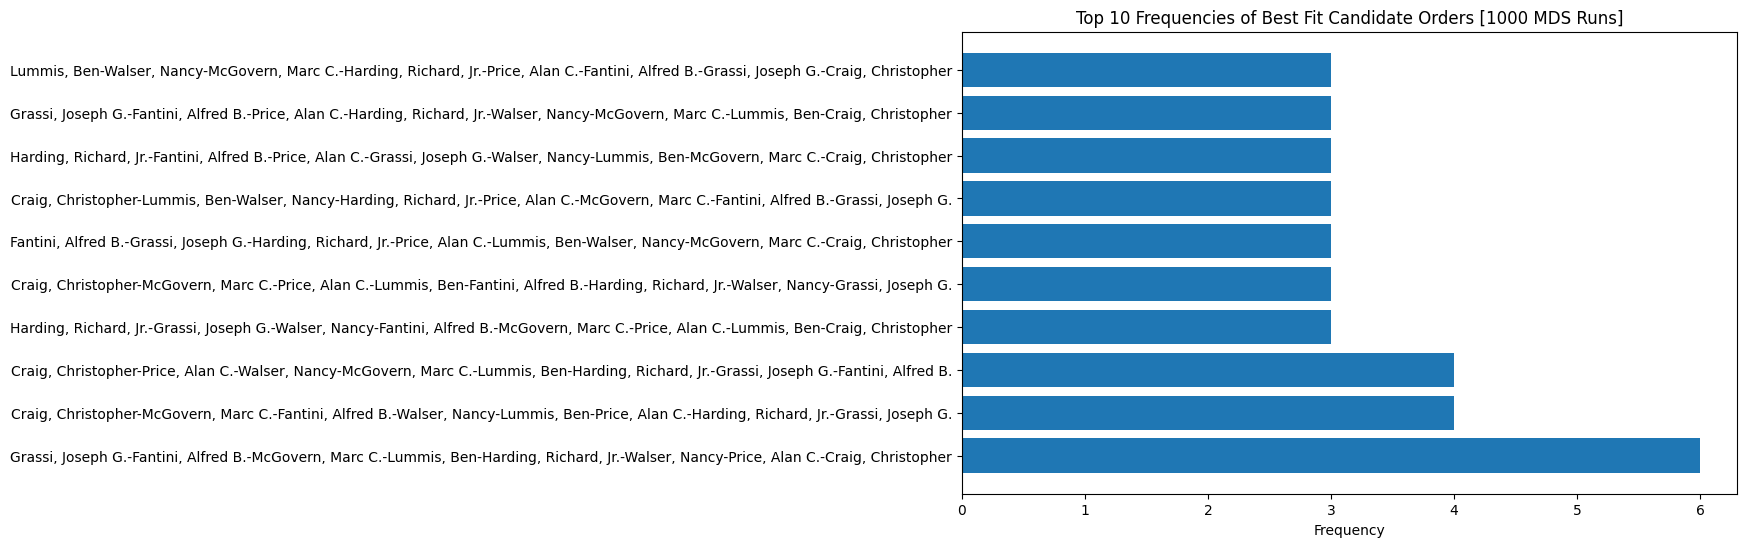 Top 10 Frequencies of Best Fit Candidate Orders [1000 MDS Runs]
Lummis, Ben-Walser, Nancy-McGovern, Marc C.-Harding, Richard, Jr.-Price, Alan C.-Fantini, Alfred B.-Grassi, Joseph G.-Craig, Christopher
Grassi, Joseph G.-Fantini, Alfred B.-Price, Alan C.-Harding, Richard, Jr.-Walser, Nancy-McGovern, Marc C.-Lummis, Ben-Craig, Christopher
Harding, Richard, Jr.-Fantini, Alfred B.-Price, Alan C.-Grassi, Joseph G.-Walser, Nancy-Lummis, Ben-McGovern, Marc C.-Craig, Christopher
Craig, Christopher-Lummis, Ben-Walser, Nancy-Harding, Richard, Jr.-Price, Alan C.-McGovern, Marc C.-Fantini, Alfred B.-Grassi, Joseph G.
Fantini, Alfred B.-Grassi, Joseph G.-Harding, Richard, Jr.-Price, Alan C.-Lummis, Ben-Walser, Nancy-McGovern, Marc C.-Craig, Christopher
Craig, Christopher-McGovern, Marc C.-Price, Alan C.-Lummis, Ben-Fantini, Alfred B.-Harding, Richard, Jr.-Walser, Nancy-Grassi, Joseph G.
Harding, Richard, Jr.-Grassi, Joseph G.-Walser, Nancy-Fantini, Alfred B.-McGovern, Marc C.-Price, Alan C.-Lummis, Ben-Craig, Christopher
Craig, Christopher-Price, Alan C.-Walser, Nancy-McGovern, Marc C.-Lummis, Ben-Harding, Richard, Jr.-Grassi, Joseph G.-Fantini, Alfred B.
Craig, Christopher-McGovern, Marc C.-Fantini, Alfred B.-Walser, Nancy-Lummis, Ben-Price, Alan C.-Harding, Richard, Jr.-Grassi, Joseph G.
Grassi, Joseph G.-Fantini, Alfred B.-McGovern, Marc C.-Lummis, Ben-Harding, Richard, Jr.-Walser, Nancy-Price, Alan C.-Craig, Christopher
0 1 2 3 4 5 6
Frequency